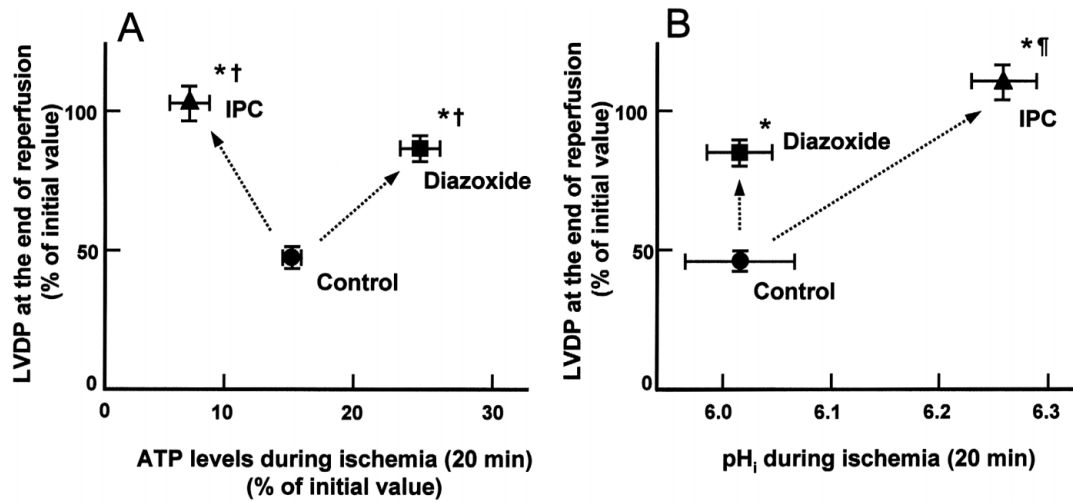 A
LVDP at the end of reperfusion
(% of initial value)
100
50
0
*†
IPC
*†
Diazoxide
Control
0
10
20
30
ATP levels during ischemia (20 min)
(% of initial value)
B
LVDP at the end of reperfusion
(% of initial value)
100
50
0
*¶
IPC
*
Diazoxide
Control
6.0
6.1
6.2
6.3
pHi during ischemia (20 min)